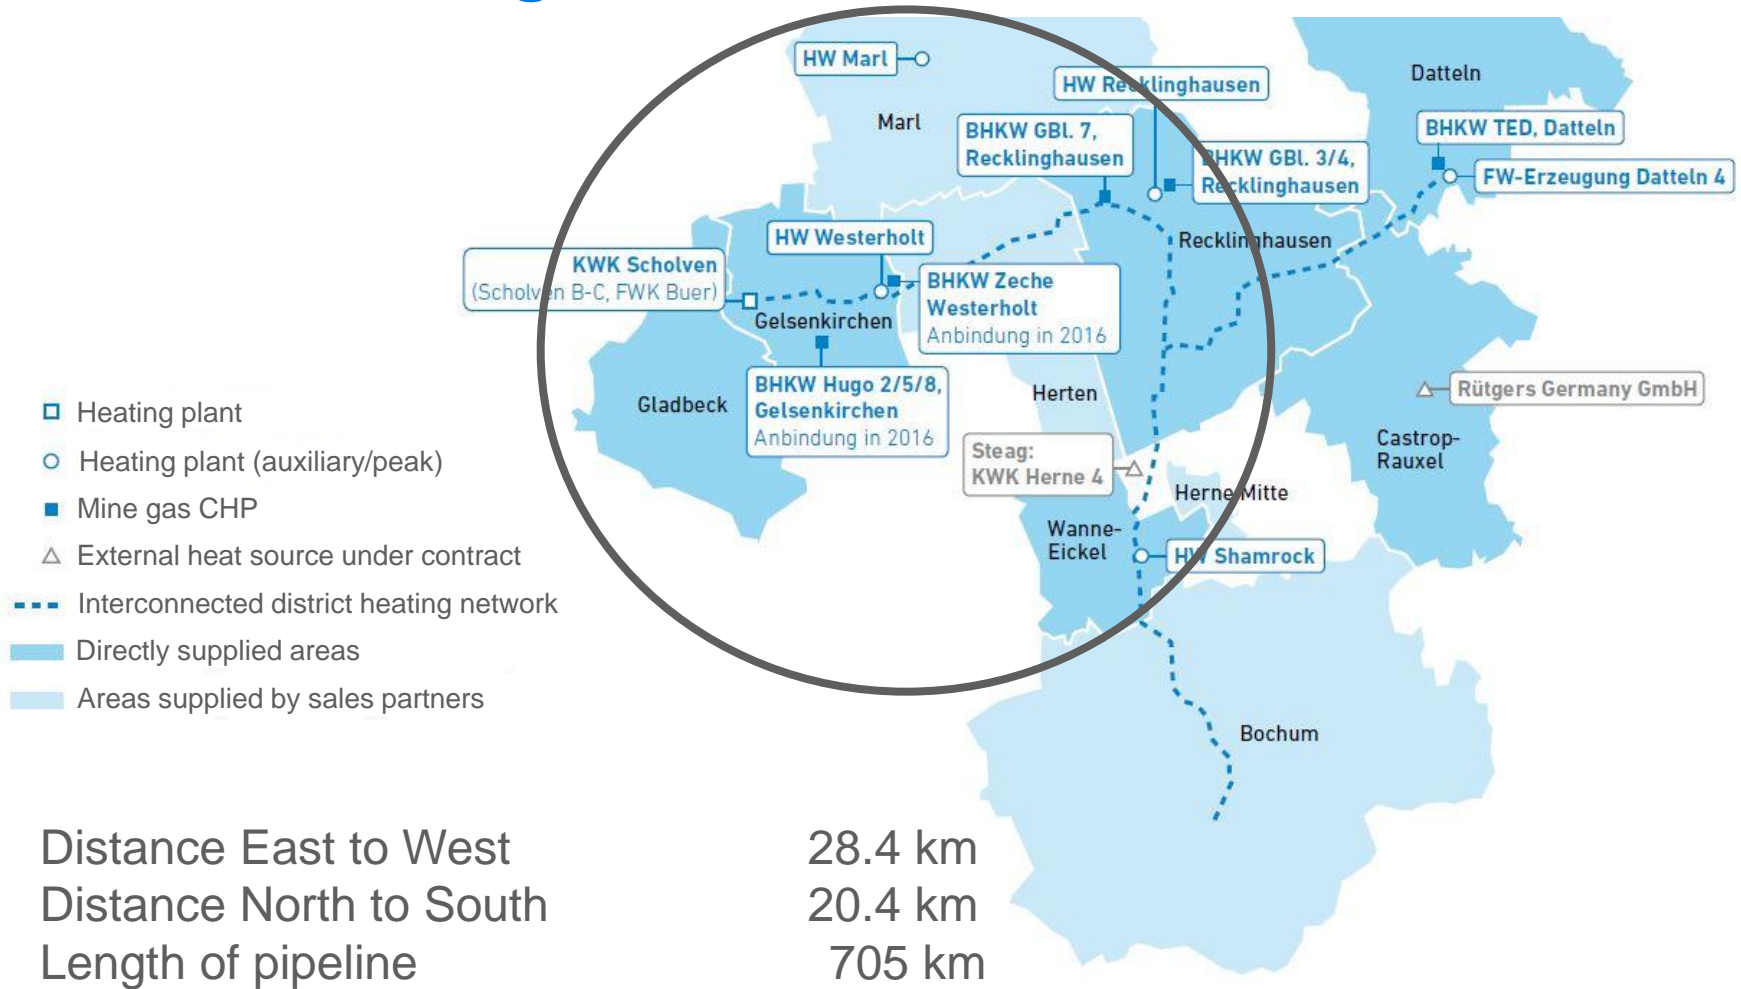 HW Marl
HW Recklinghausen
Datteln
Marl
BHKW GBl. 7,
Recklinghausen
BHKW TED, Datteln
BHKW GBl. 3/4,
Recklinghausen
FW-Erzeugung Datteln 4
HW Westerholt
Recklinghausen
KWK Scholven
(Scholven B-C, FWK Buer)
BHKW Zeche
Westerholt
Anbindung in 2016
Gelsenkirchen
BHKW Hugo 2/5/8,
Gelsenkirchen
Anbindung in 2016
Gladbeck
Herten
Rütgers Germany GmbH
Castrop-
Rauxel
Steag:
KWK Herne 4
Herne Mitte
Wanne-
Eickel
HW Shamrock
Bochum
Heating plant
Heating plant (auxiliary/peak)
Mine gas CHP
External heat source under contract
Interconnected district heating network
Directly supplied areas
Areas supplied by sales partners
Distance East to West 28.4 km
Distance North to South 20.4 km
Length of pipeline 705 km